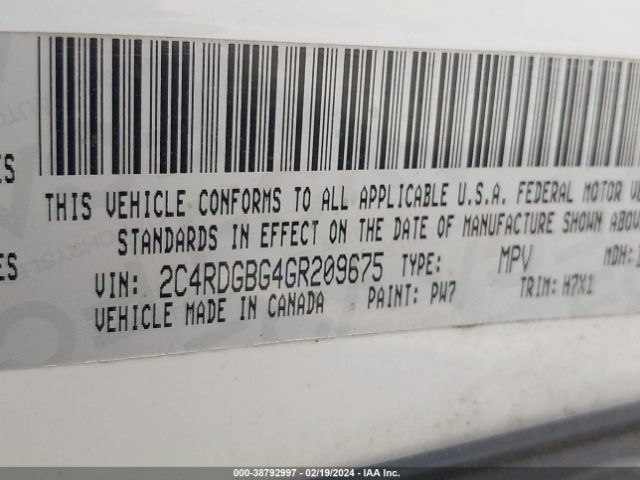 THIS VEHICLE CONFORMS TO ALL APPLICABLE U.S.A. FEDERAL MOTOR
STANDARDS IN EFFECT ON THE DATE OF MANUFACTURE SHOWN ABOVE
VIN: 2C4RDGBG4GR209675 TYPE: MPV MDH:
VEHICLE MADE IN CANADA PAINT: PW7 TRIM: H7X1
000-38792997 | 02/19/2024 | IAA Inc.